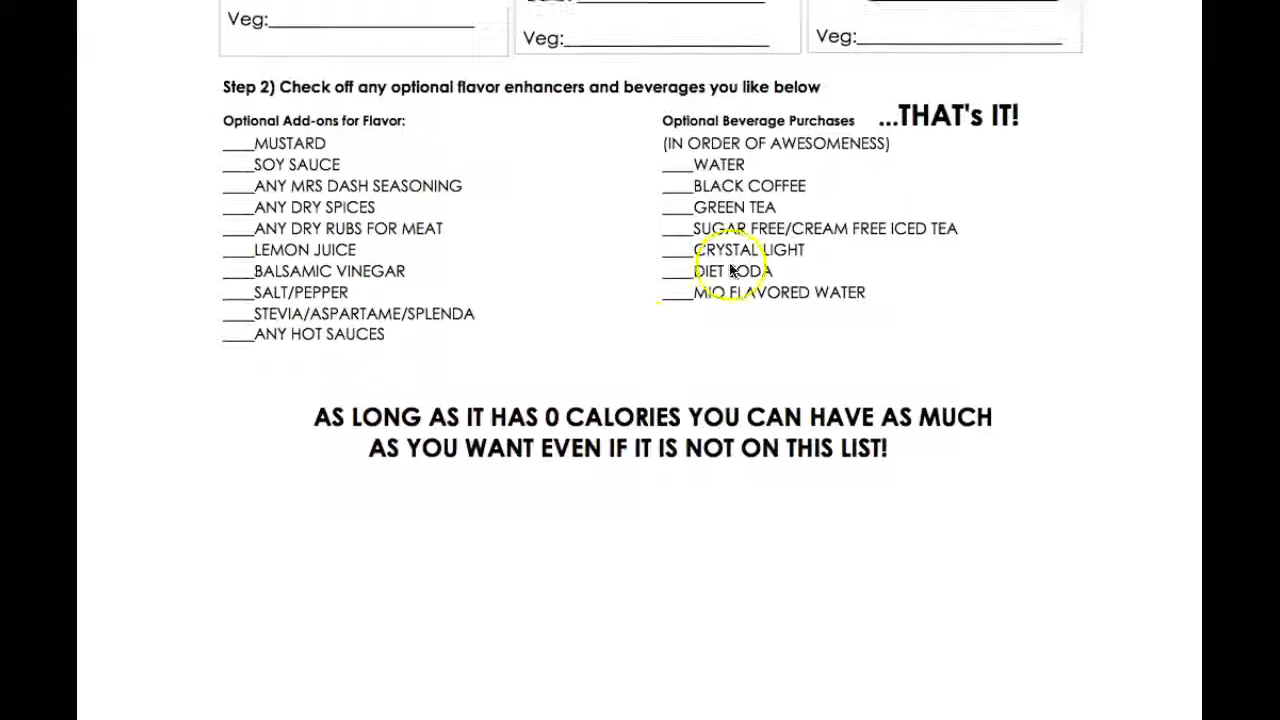 Veg:____________________
Veg:____________________
Veg:____________________
Step 2) Check off any optional flavor enhancers and beverages you like below
...THAT's IT!
Optional Add-ons for Flavor:
____MUSTARD
____SOY SAUCE
____ANY MRS DASH SEASONING
____ANY DRY SPICES
____ANY DRY RUBS FOR MEAT
____LEMON JUICE
____BALSAMIC VINEGAR
____SALT/PEPPER
____STEVIA/ASPARTAME/SPLENDA
____ANY HOT SAUCES
Optional Beverage Purchases
(IN ORDER OF AWESOMENESS)
____WATER
____BLACK COFFEE
____GREEN TEA
____SUGAR FREE/CREAM FREE ICED TEA
____CRYSTAL LIGHT
____DIET SODA
____MIO FLAVORED WATER
AS LONG AS IT HAS 0 CALORIES YOU CAN HAVE AS MUCH
AS YOU WANT EVEN IF IT IS NOT ON THIS LIST!